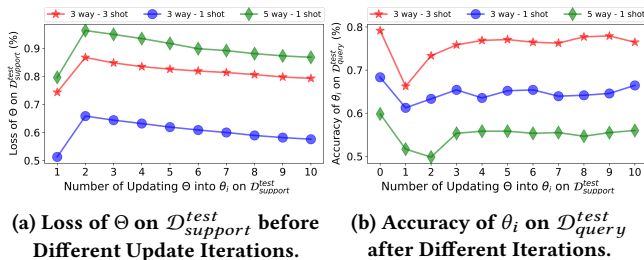 3 way - 3 shot 3 way - 1 shot 5 way - 1 shot
Loss of Θ on 𝒟^test_support (%)
0.9
0.8
0.7
0.6
0.5
1 2 3 4 5 6 7 8 9 10
Number of Updating Θ into θ_i on 𝒟^test_support
(a) Loss of Θ on 𝒟^test_support before
Different Update Iterations.
3 way - 3 shot 3 way - 1 shot 5 way - 1 shot
Accuracy of θ_i on 𝒟^test_query (%)
0.8
0.7
0.6
0.5
0 1 2 3 4 5 6 7 8 9 10
Number of Updating Θ into θ_i on 𝒟^test_support
(b) Accuracy of θ_i on 𝒟^test_query
after Different Iterations.